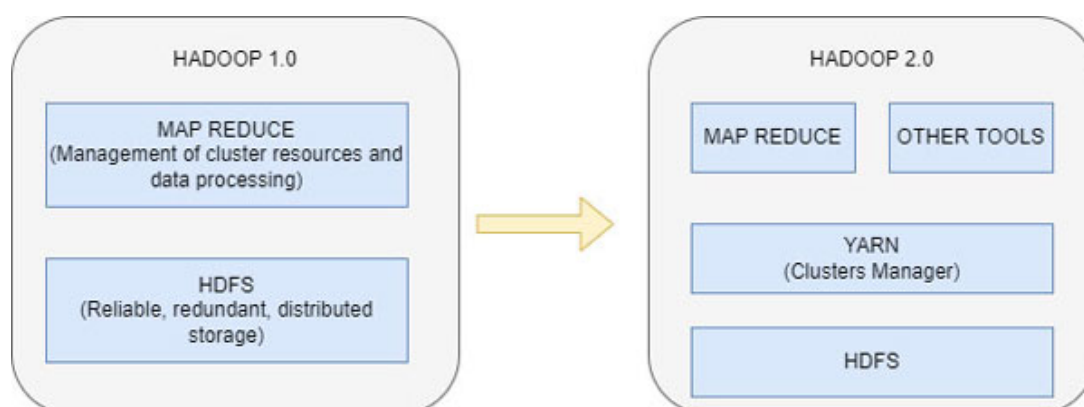 HADOOP 1.0
MAP REDUCE
(Management of cluster resources and
data processing)
HDFS
(Reliable, redundant, distributed
storage)
HADOOP 2.0
MAP REDUCE
OTHER TOOLS
YARN
(Clusters Manager)
HDFS